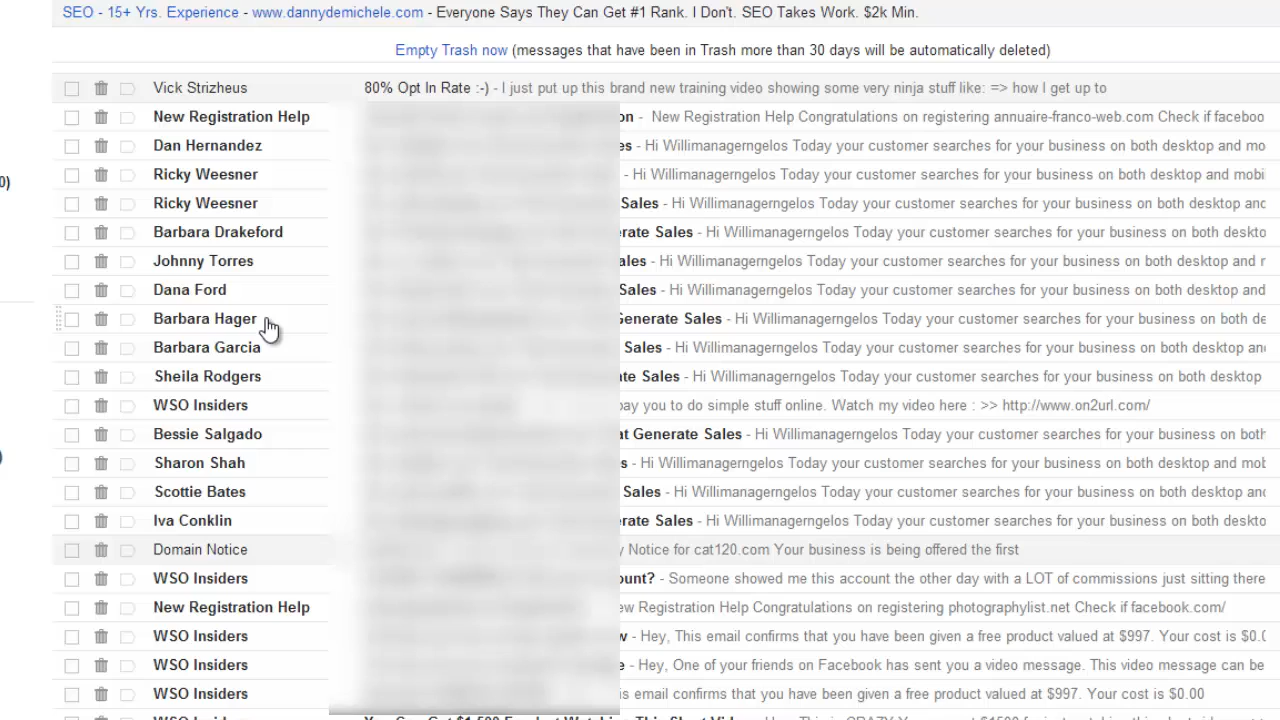 SEO - 15+ Yrs. Experience - www.dannydemichele.com - Everyone Says They Can Get #1 Rank. I Don't. SEO Takes Work. $2k Min.
Empty Trash now (messages that have been in Trash more than 30 days will be automatically deleted)
Vick Strizheus 80% Opt In Rate :-) - I just put up this brand new training video showing some very ninja stuff like: => how I get up to
New Registration Help on - New Registration Help Congratulations on registering annuaire-franco-web.com Check if faceboo
0)
Dan Hernandez es - Hi Willimanagerngelos Today your customer searches for your business on both desktop and mo
Ricky Weesner - Hi Willimanagerngelos Today your customer searches for your business on both desktop and mobi
Ricky Weesner Sales - Hi Willimanagerngelos Today your customer searches for your business on both desktop and
Barbara Drakeford erate Sales - Hi Willimanagerngelos Today your customer searches for your business on both deskto
Johnny Torres ales - Hi Willimanagerngelos Today your customer searches for your business on both desktop and r
Dana Ford Sales - Hi Willimanagerngelos Today your customer searches for your business on both desktop and
Barbara Hager Generate Sales - Hi Willimanagerngelos Today your customer searches for your business on both de
Barbara Garcia Sales - Hi Willimanagerngelos Today your customer searches for your business on both desktop and
Sheila Rodgers te Sales - Hi Willimanagerngelos Today your customer searches for your business on both desktop
WSO Insiders pay you to do simple stuff online. Watch my video here : >> http://www.on2url.com/
Bessie Salgado at Generate Sales - Hi Willimanagerngelos Today your customer searches for your business on both
Sharon Shah s - Hi Willimanagerngelos Today your customer searches for your business on both desktop and mob
Scottie Bates Sales - Hi Willimanagerngelos Today your customer searches for your business on both desktop and
Iva Conklin erate Sales - Hi Willimanagerngelos Today your customer searches for your business on both deskto
Domain Notice y Notice for cat120.com Your business is being offered the first
WSO Insiders ount? - Someone showed me this account the other day with a LOT of commissions just sitting there
New Registration Help ew Registration Help Congratulations on registering photographylist.net Check if facebook.com/
WSO Insiders w - Hey, This email confirms that you have been given a free product valued at $997. Your cost is $0.0
WSO Insiders e - Hey, One of your friends on Facebook has sent you a video message. This video message can be
WSO Insiders is email confirms that you have been given a free product valued at $997. Your cost is $0.00